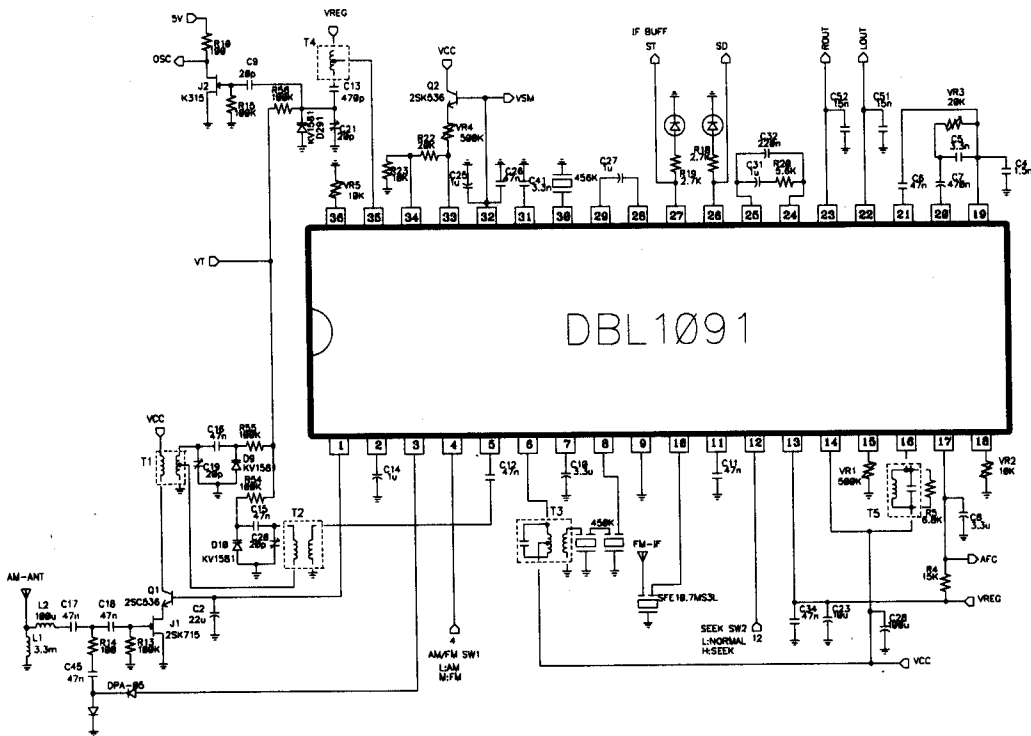 5V
R10
100
OSC
C9
20p
J2
K315
R15
100K
R56
100K
KV1581
D291
VREG
T4
C13
470p
C21
20p
VR5
10K
VCC
Q2
2SK536
VSM
VR4
500K
R22
20K
R23
10K
C25
1u
C26
47n
C41
3.3n
456K
C27
1u
IF BUFF
ST
SD
R19
2.7K
R18
2.7K
C32
220n
C31
1u
R20
5.6K
ROUT
LOUT
C52
15n
C51
15n
VR3
20K
C5
3.3n
C6
47n
C7
470n
C4
1.5n
36
35
34
33
32
31
30
29
28
27
26
25
24
23
22
21
20
19
VT
DBL1091
1
2
3
4
5
6
7
8
9
10
11
12
13
14
15
16
17
18
VCC
T1
C16
47n
R55
100K
C19
20p
D9
KV1581
R54
100K
C15
47n
C20
20p
D10
KV1581
T2
C14
1u
C12
47n
C10
3.3u
T3
450K
FM-IF
SFE10.7MS3L
C11
47n
VR1
500K
T5
R5
6.8K
VR2
10K
C8
3.3u
AFC
R4
15K
VREG
C34
47n
C23
10u
C28
100u
VCC
AM-ANT
L2
100u
C17
47n
C18
47n
L1
3.3m
R14
100
R13
100K
Q1
2SC536
J1
2SK715
C2
22u
C45
47n
DPA-05
4
AM/FM SW1
L:AM
M:FM
SEEK SW2
L:NORMAL
H:SEEK
12